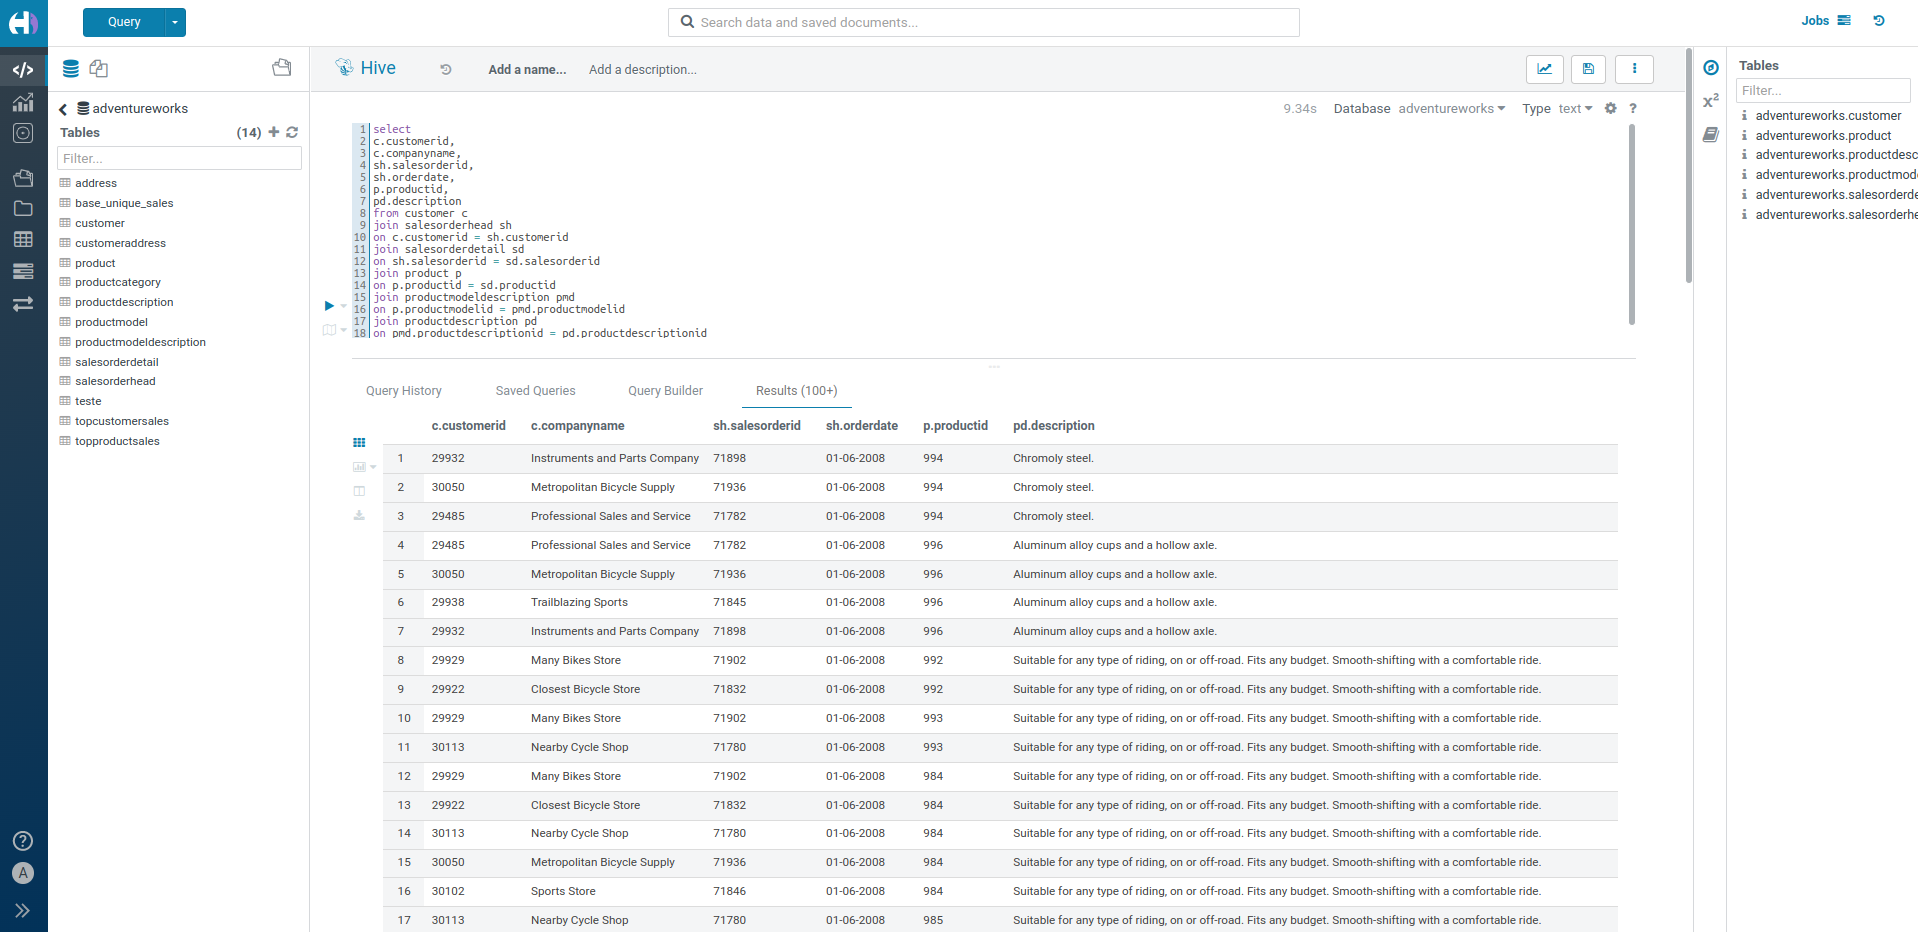 Query
Search data and saved documents...
Jobs
adventureworks
Tables (14)
Filter...
address
base_unique_sales
customer
customeraddress
product
productcategory
productdescription
productmodel
productmodeldescription
salesorderdetail
salesorderhead
teste
topcustomersales
topproductsales
A
Hive Add a name... Add a description...
9.34s Database adventureworks Type text ?
1 select
2 c.customerid,
3 c.companyname,
4 sh.salesorderid,
5 sh.orderdate,
6 p.productid,
7 pd.description
8 from customer c
9 join salesorderhead sh
10 on c.customerid = sh.customerid
11 join salesorderdetail sd
12 on sh.salesorderid = sd.salesorderid
13 join product p
14 on p.productid = sd.productid
15 join productmodeldescription pmd
16 on p.productmodelid = pmd.productmodelid
17 join productdescription pd
18 on pmd.productdescriptionid = pd.productdescriptionid
Query History Saved Queries Query Builder Results (100+)
c.customerid c.companyname sh.salesorderid sh.orderdate p.productid pd.description
1 29932 Instruments and Parts Company 71898 01-06-2008 994 Chromoly steel.
2 30050 Metropolitan Bicycle Supply 71936 01-06-2008 994 Chromoly steel.
3 29485 Professional Sales and Service 71782 01-06-2008 994 Chromoly steel.
4 29485 Professional Sales and Service 71782 01-06-2008 996 Aluminum alloy cups and a hollow axle.
5 30050 Metropolitan Bicycle Supply 71936 01-06-2008 996 Aluminum alloy cups and a hollow axle.
6 29938 Trailblazing Sports 71845 01-06-2008 996 Aluminum alloy cups and a hollow axle.
7 29932 Instruments and Parts Company 71898 01-06-2008 996 Aluminum alloy cups and a hollow axle.
8 29929 Many Bikes Store 71902 01-06-2008 992 Suitable for any type of riding, on or off-road. Fits any budget. Smooth-shifting with a comfortable ride.
9 29922 Closest Bicycle Store 71832 01-06-2008 992 Suitable for any type of riding, on or off-road. Fits any budget. Smooth-shifting with a comfortable ride.
10 29929 Many Bikes Store 71902 01-06-2008 993 Suitable for any type of riding, on or off-road. Fits any budget. Smooth-shifting with a comfortable ride.
11 30113 Nearby Cycle Shop 71780 01-06-2008 993 Suitable for any type of riding, on or off-road. Fits any budget. Smooth-shifting with a comfortable ride.
12 29929 Many Bikes Store 71902 01-06-2008 984 Suitable for any type of riding, on or off-road. Fits any budget. Smooth-shifting with a comfortable ride.
13 29922 Closest Bicycle Store 71832 01-06-2008 984 Suitable for any type of riding, on or off-road. Fits any budget. Smooth-shifting with a comfortable ride.
14 30113 Nearby Cycle Shop 71780 01-06-2008 984 Suitable for any type of riding, on or off-road. Fits any budget. Smooth-shifting with a comfortable ride.
15 30050 Metropolitan Bicycle Supply 71936 01-06-2008 984 Suitable for any type of riding, on or off-road. Fits any budget. Smooth-shifting with a comfortable ride.
16 30102 Sports Store 71846 01-06-2008 984 Suitable for any type of riding, on or off-road. Fits any budget. Smooth-shifting with a comfortable ride.
17 30113 Nearby Cycle Shop 71780 01-06-2008 985 Suitable for any type of riding, on or off-road. Fits any budget. Smooth-shifting with a comfortable ride.
x²
Tables
Filter...
adventureworks.customer
adventureworks.product
adventureworks.productdesc
adventureworks.productmod
adventureworks.salesorderde
adventureworks.salesorderhe